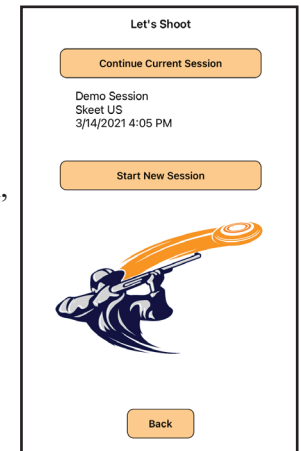 Let's Shoot
Continue Current Session
Demo Session
Skeet US
3/14/2021 4:05 PM
,
Start New Session
Back